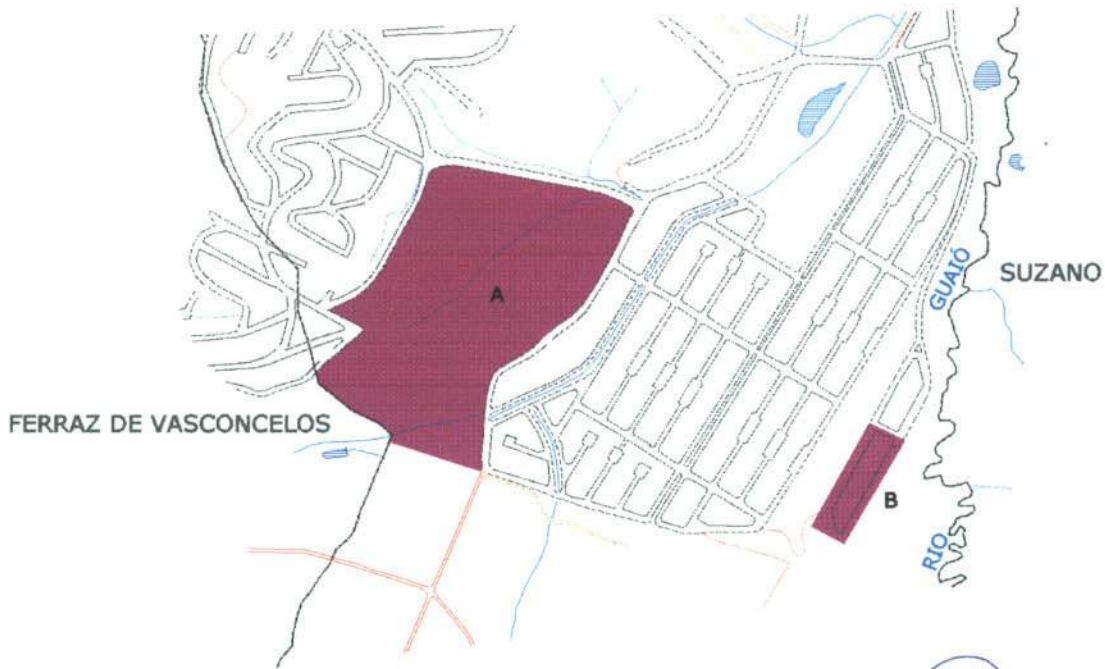 A
GUAIÓ
SUZANO
FERRAZ DE VASCONCELOS
B
RIO